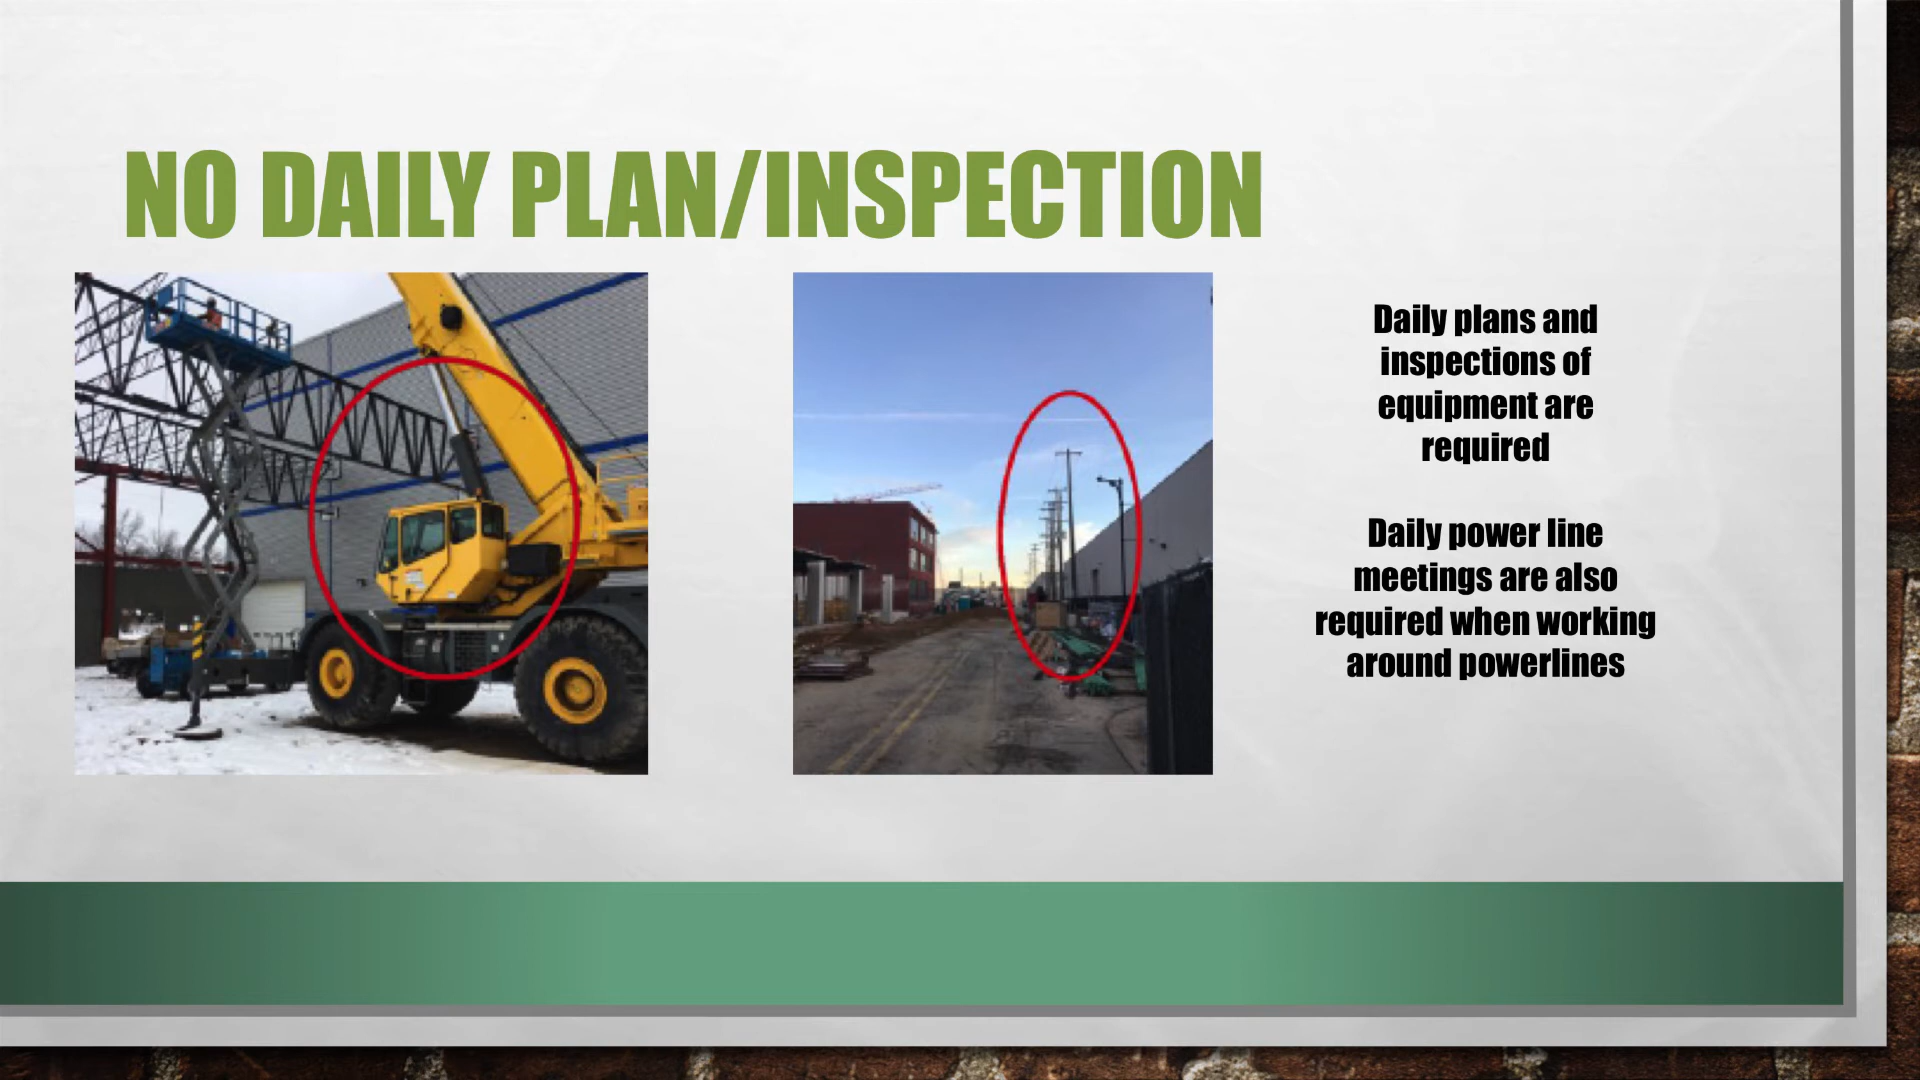 NO DAILY PLAN/INSPECTION
Daily plans and
inspections of
equipment are
required
Daily power line
meetings are also
required when working
around powerlines